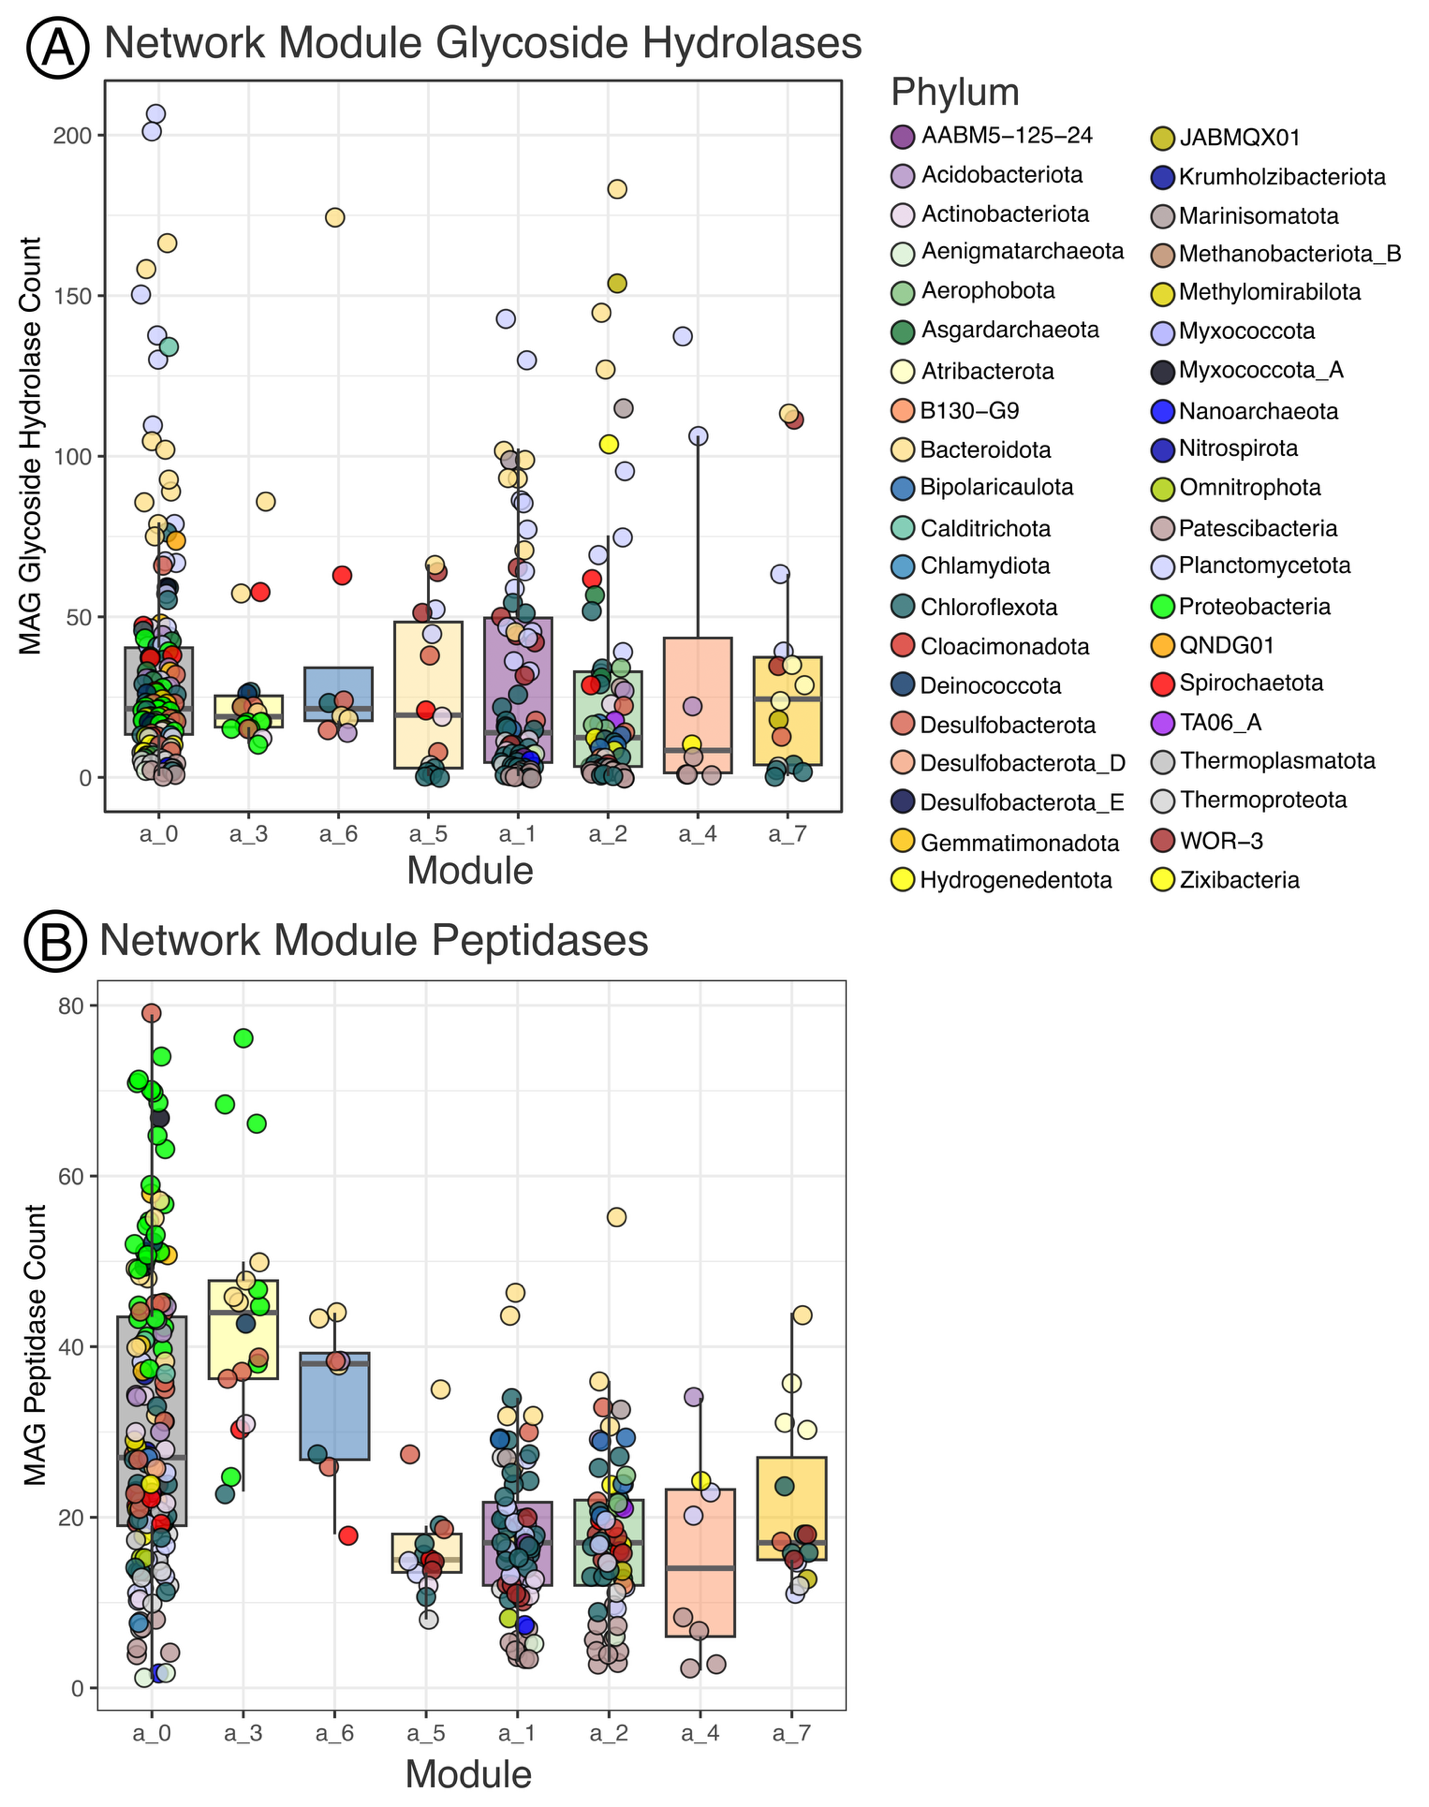 A Network Module Glycoside Hydrolases
MAG Glycoside Hydrolase Count
200
150
100
50
0
a_0 a_3 a_6 a_5 a_1 a_2 a_4 a_7
Module
Phylum
AABM5-125-24
Acidobacteriota
Actinobacteriota
Aenigmatarchaeota
Aerophobota
Asgardarchaeota
Atribacterota
B130-G9
Bacteroidota
Bipolaricaulota
Calditrichota
Chlamydiota
Chloroflexota
Cloacimonadota
Deinococcota
Desulfobacterota
Desulfobacterota_D
Desulfobacterota_E
Gemmatimonadota
Hydrogenedentota
JABMQX01
Krumholzibacteriota
Marinisomatota
Methanobacteriota_B
Methylomirabilota
Myxococcota
Myxococcota_A
Nanoarchaeota
Nitrospirota
Omnitrophota
Patescibacteria
Planctomycetota
Proteobacteria
QNDG01
Spirochaetota
TA06_A
Thermoplasmatota
Thermoproteota
WOR-3
Zixibacteria
B Network Module Peptidases
MAG Peptidase Count
80
60
40
20
0
a_0 a_3 a_6 a_5 a_1 a_2 a_4 a_7
Module